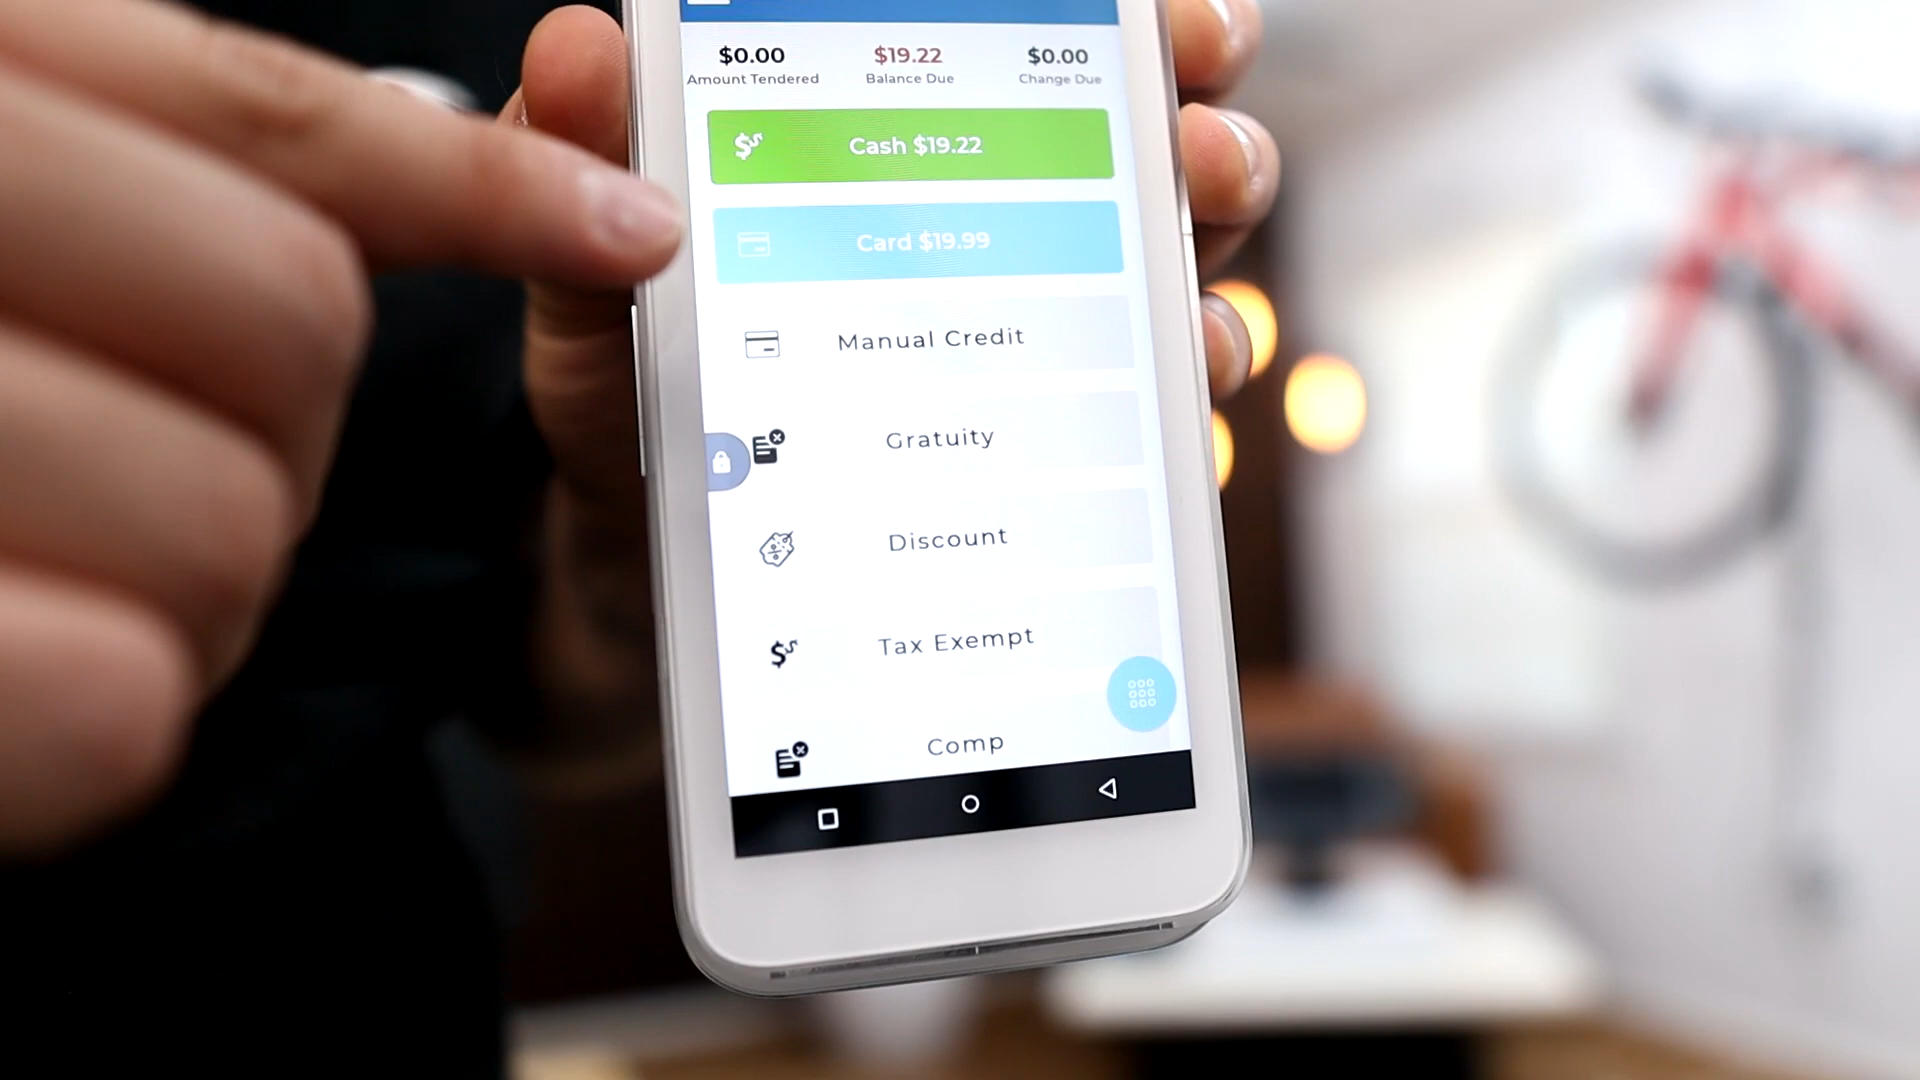 $0.00 $19.22 $0.00
Amount Tendered Balance Due Change Due
Cash $19.22
Card $19.99
Manual Credit
Gratuity
Discount
Tax Exempt
Comp